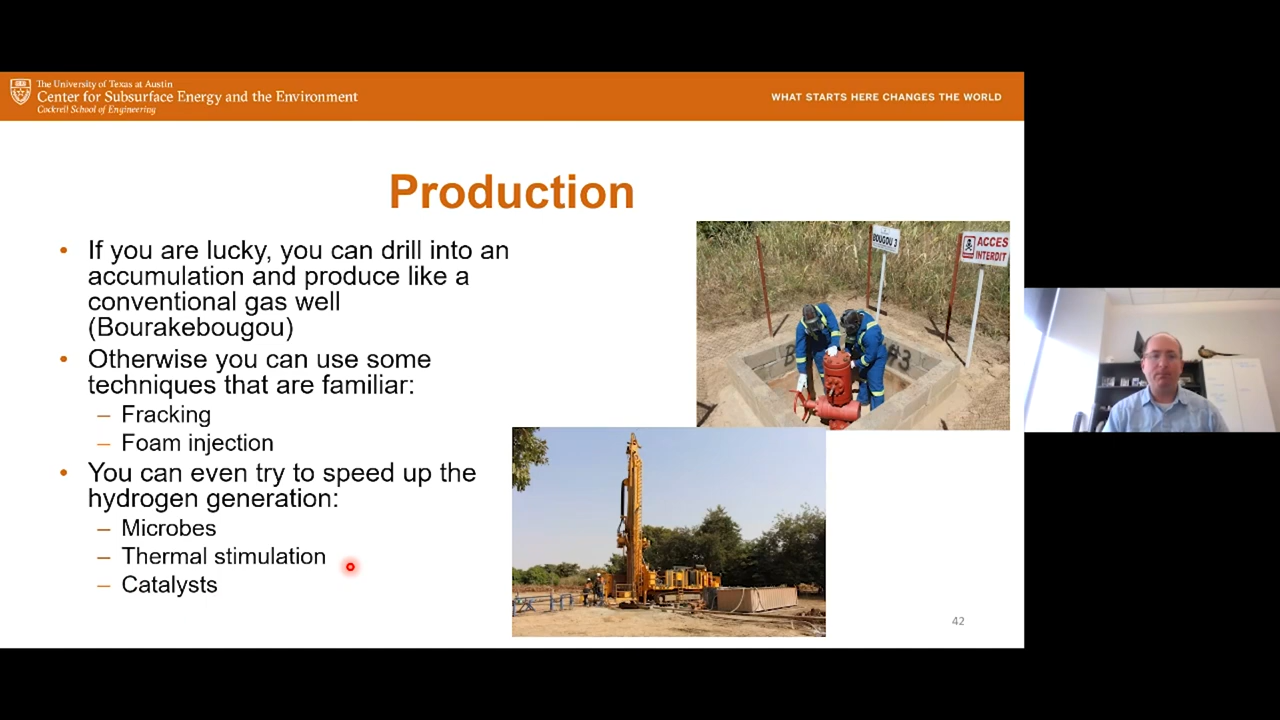 The University of Texas at Austin
Center for Subsurface Energy and the Environment
Cockrell School of Engineering
WHAT STARTS HERE CHANGES THE WORLD
Production
• If you are lucky, you can drill into an
accumulation and produce like a
conventional gas well
(Bourakebougou)
• Otherwise you can use some
techniques that are familiar:
– Fracking
– Foam injection
• You can even try to speed up the
hydrogen generation:
– Microbes
– Thermal stimulation
– Catalysts
BOUGOU 3
ACCES
INTERDIT
42